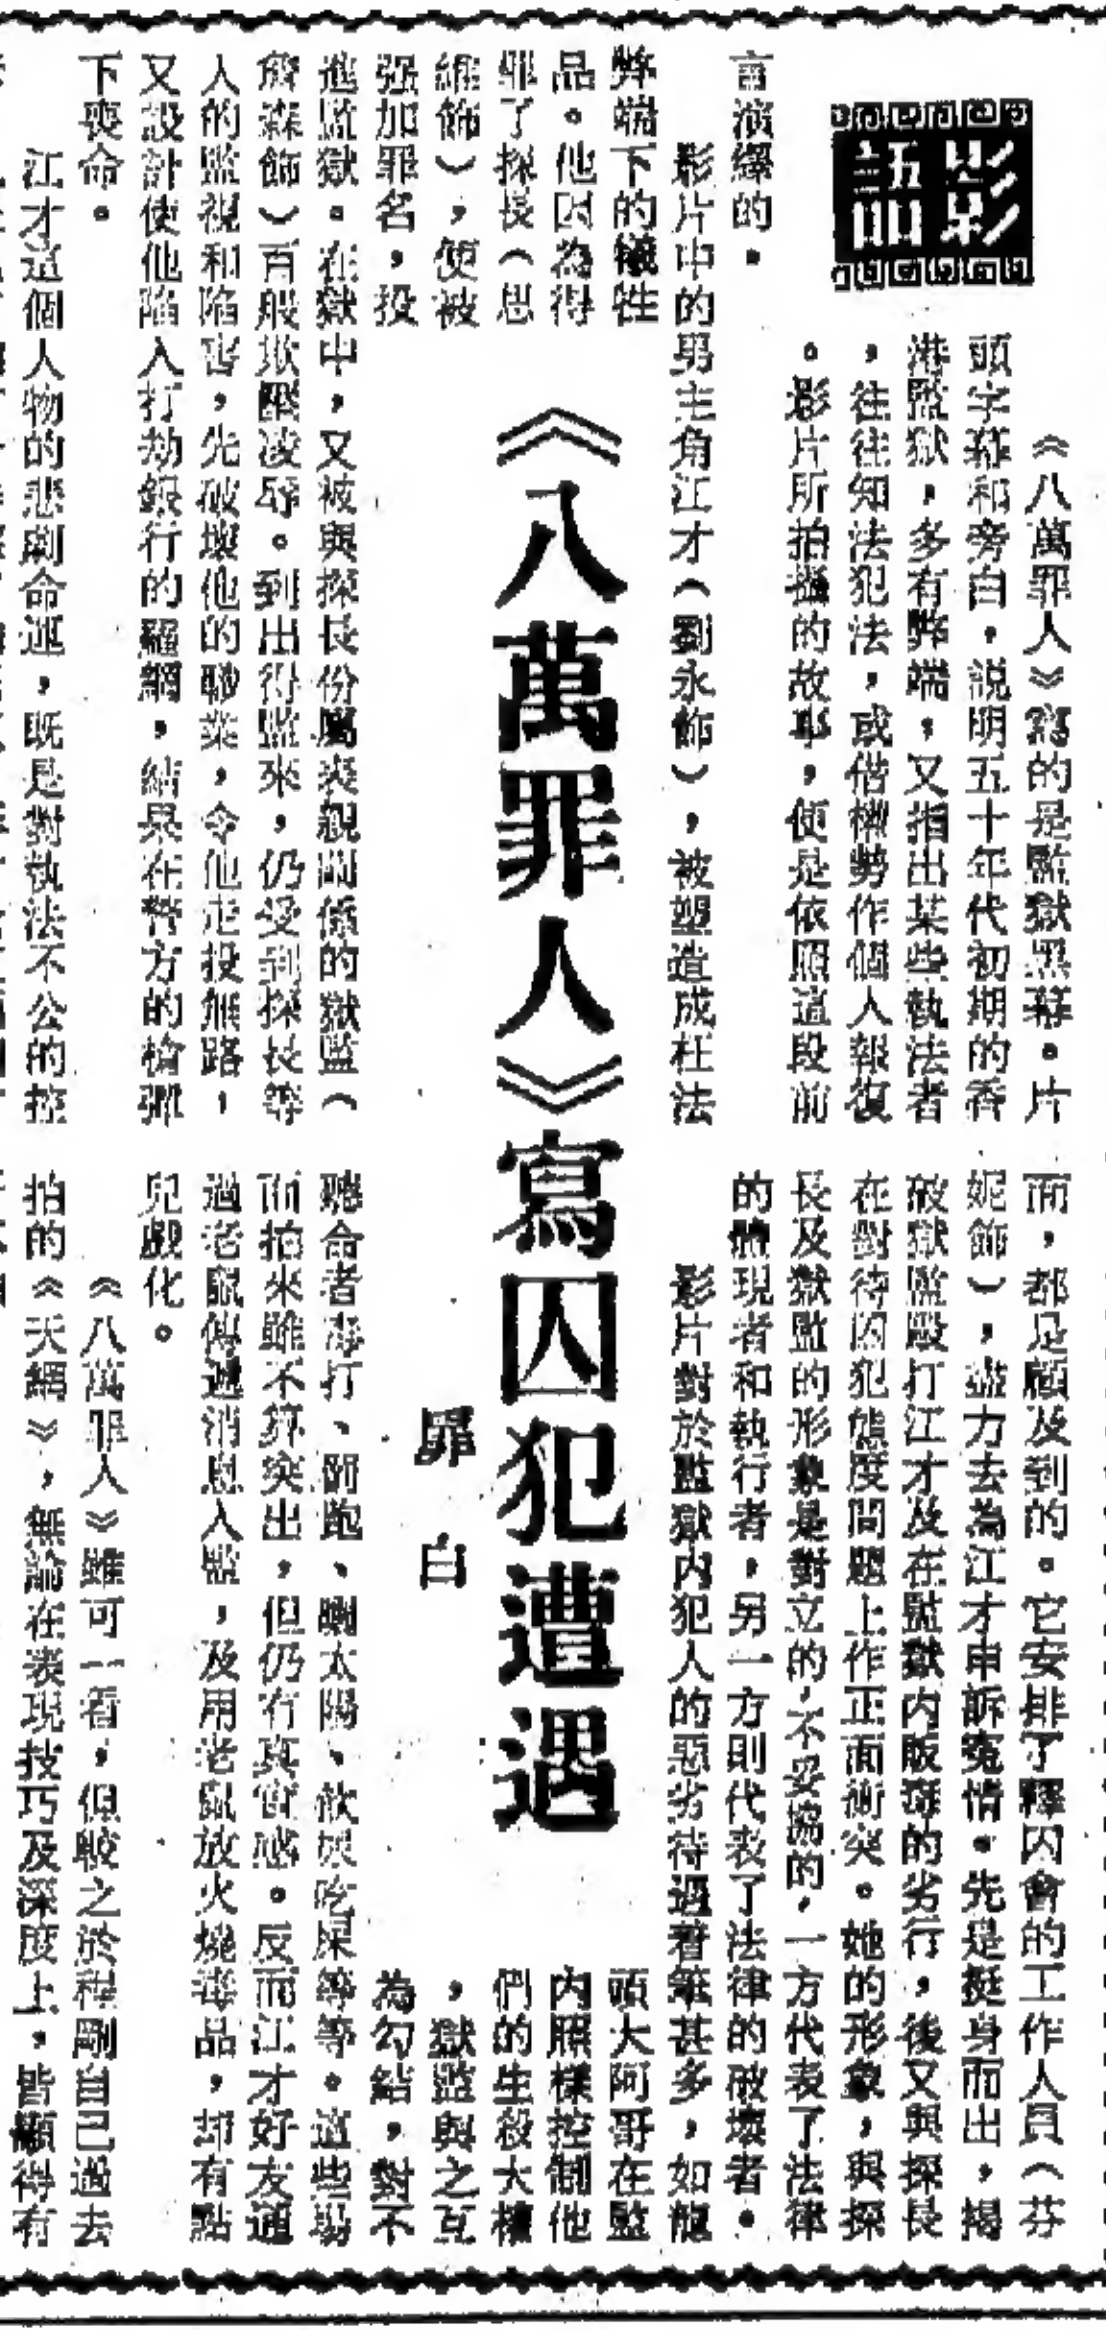 影話
《八萬罪人》寫囚犯遭遇
昴白
《八萬罪人》寫的是監獄黑幕。片
頭字幕和旁白,説明五十年代初期的香
港監獄,多有弊端,又指出某些執法者
,往往知法犯法,或借權勢作個人報復
。影片所拍攝的故事,便是依照這段前
言演繹的。
影片中的男主角江才(劉永飾),被塑造成枉法
弊端下的犧牲
品。他因為得
罪了探長(思
維飾),便被
强加罪名,投
進監獄。在獄中,又被與探長份屬表親關係的獄監(
詹森飾)百般欺壓凌辱。到出得監來,仍受到探長等
人的監視和陷害,先破壞他的職業,令他走投無路,
又設計使他陷入打劫銀行的羅網,結果在警方的槍彈
下喪命。
江才這個人物的悲劇命運,既是對執法不公的控
而,都是顧及到的。它安排了釋囚會的工作人員(芬
妮飾),盡力去為江才申訴寃情。先是挺身而出,揭
破獄監毆打江才及在監獄內販毒的劣行,後又與探長
在對待囚犯態度問題上作正面衝突。她的形象,與探
長及獄監的形象是對立的,不妥協的,一方代表了法律
的體現者和執行者,另一方則代表了法律的破壞者。
影片對於監獄內犯人的惡劣待遇着筆甚多,如龍
頭大阿哥在監
內照樣控制他
們的生殺大權
,獄監與之互
為勾結,對不
聽命者毒打、罰跑、曬太陽、飲尿吃屎等等。這些場
面拍來雖不算突出,但仍有真實感。反而江才好友通
過老鼠傳遞消息入監,及用老鼠放火燒毒品,却有點
兒戲化。
《八萬罪人》雖可一看,但較之於程剛自己過去
拍的《天網》,無論在表現技巧及深度上,皆顯得有